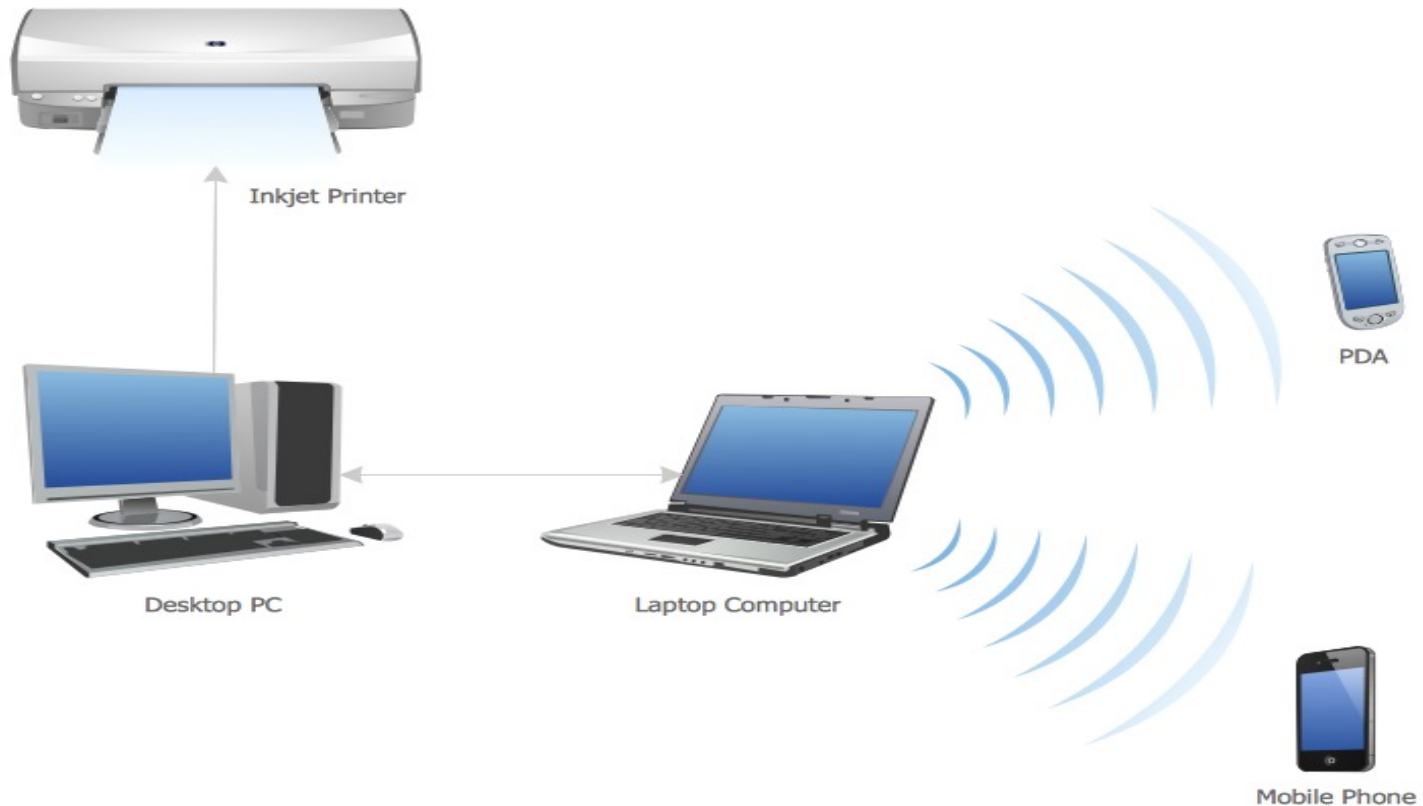 Inkjet Printer
PDA
Desktop PC
Laptop Computer
Mobile Phone